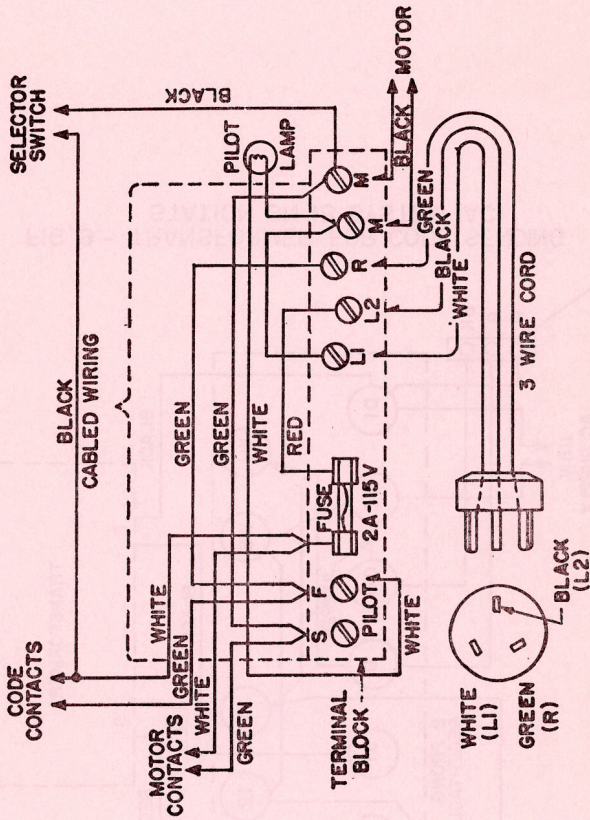 CODE
CONTACTS
MOTOR
CONTACTS
WHITE
GREEN
WHITE
GREEN
BLACK
CABLED WIRING
SELECTOR
SWITCH
BLACK
GREEN
GREEN
WHITE
RED
PILOT
LAMP
TERMINAL
BLOCK
S
F
PILOT
FUSE
2A-115V
L1
L2
R
M
M
WHITE
BLACK
MOTOR
GREEN
BLACK
WHITE
3 WIRE CORD
WHITE
(L1)
GREEN
(R)
BLACK
(L2)